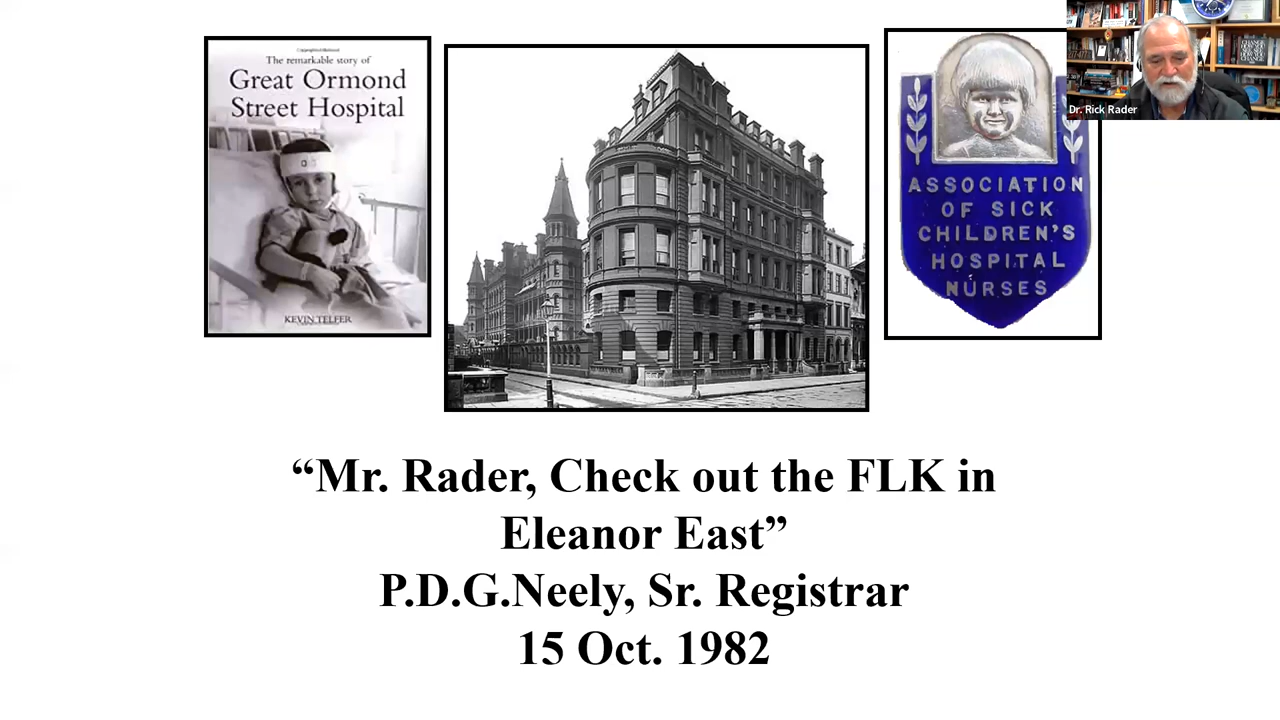 The remarkable story of
Great Ormond
Street Hospital
KEVIN TELFER
ASSOCIATION
OF SICK
CHILDREN'S
HOSPITAL
NURSES
Dr. Rick Rader
“Mr. Rader, Check out the FLK in
Eleanor East”
P.D.G.Neely, Sr. Registrar
15 Oct. 1982